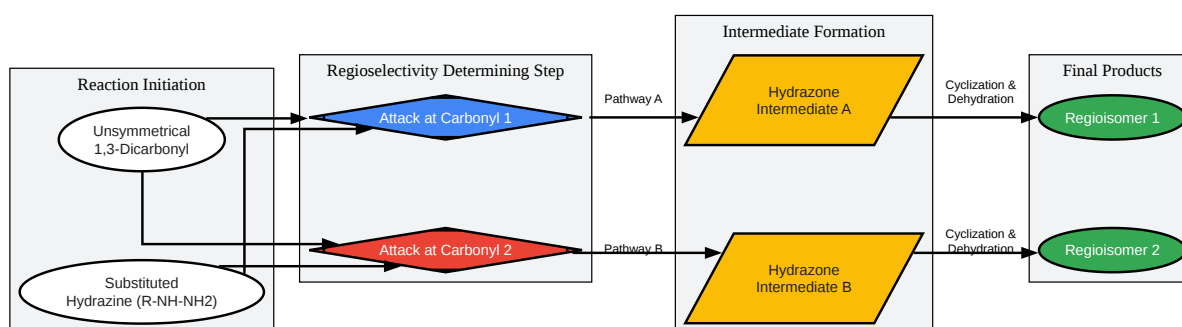 Reaction Initiation
Unsymmetrical
1,3-Dicarbonyl
Substituted
Hydrazine (R-NH-NH2)
Regioselectivity Determining Step
Attack at Carbonyl 1
Attack at Carbonyl 2
Pathway A
Pathway B
Intermediate Formation
Hydrazone
Intermediate A
Hydrazone
Intermediate B
Cyclization &
Dehydration
Cyclization &
Dehydration
Final Products
Regioisomer 1
Regioisomer 2